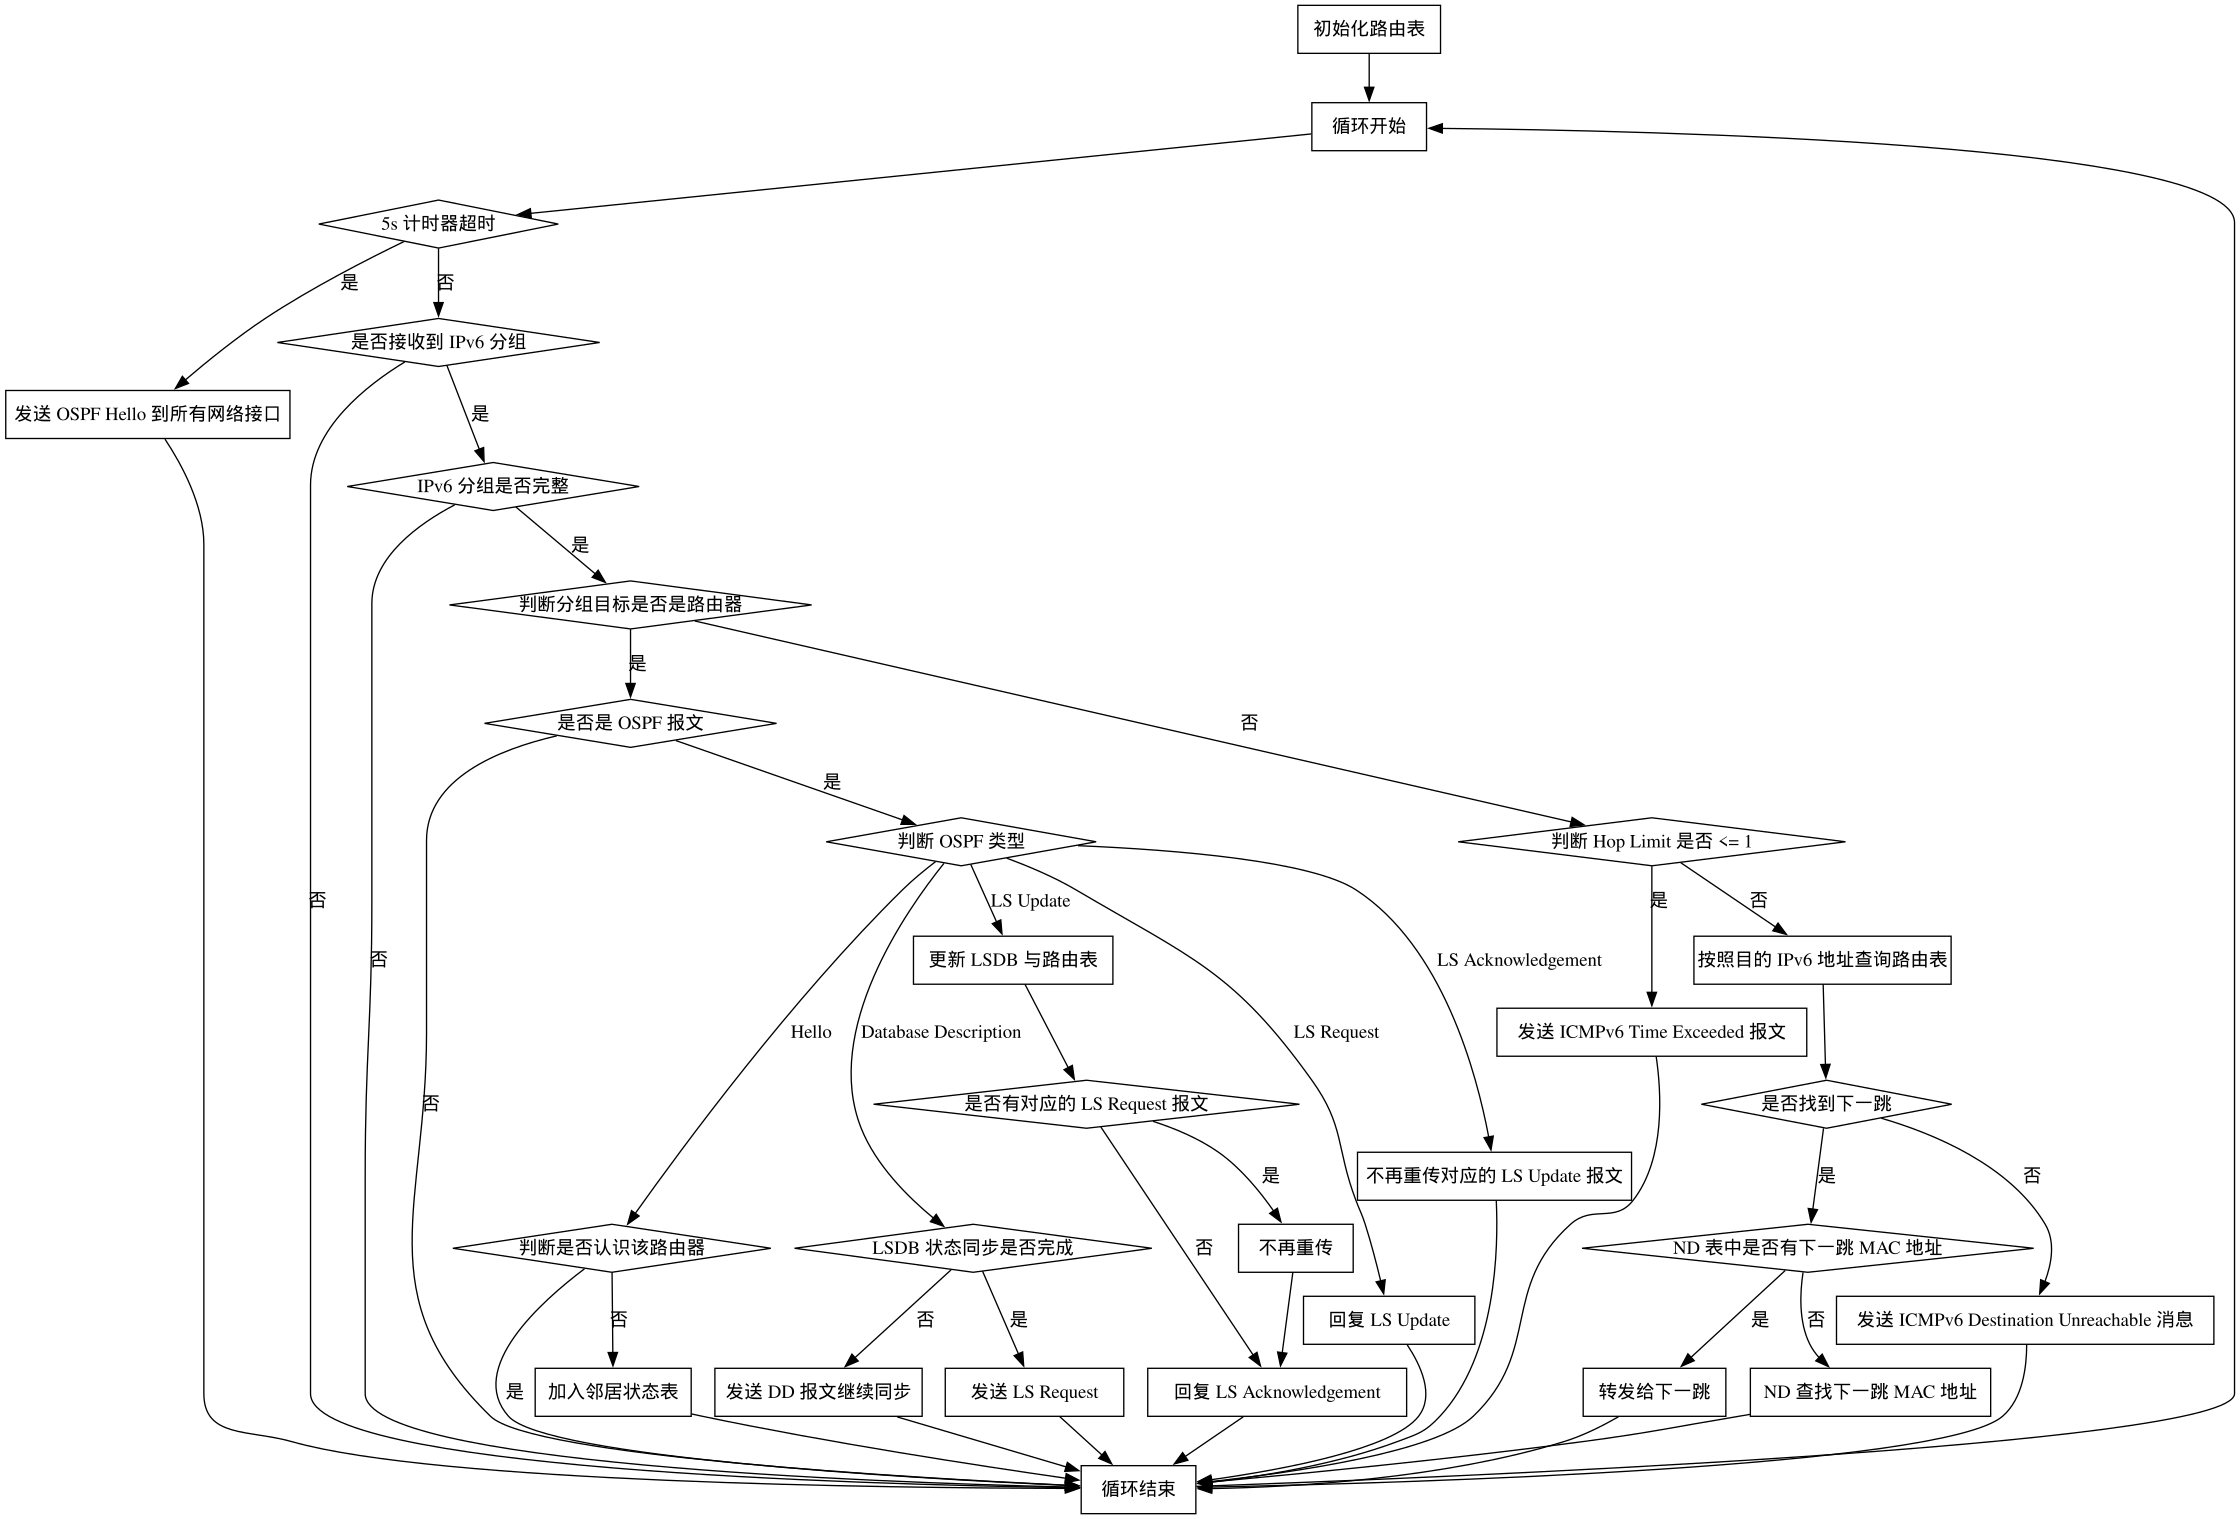 初始化路由表
循环开始
5s 计时器超时
是
否
是否接收到 IPv6 分组
发送 OSPF Hello 到所有网络接口
是
IPv6 分组是否完整
是
判断分组目标是否是路由器
是
是否是 OSPF 报文
否
是
判断 OSPF 类型
判断 Hop Limit 是否 <= 1
否
LS Update
是
否
否
更新 LSDB 与路由表
LS Acknowledgement
按照目的 IPv6 地址查询路由表
Hello
Database Description
LS Request
发送 ICMPv6 Time Exceeded 报文
否
是否有对应的 LS Request 报文
是否找到下一跳
是
不再重传对应的 LS Update 报文
是
否
判断是否认识该路由器
LSDB 状态同步是否完成
否
不再重传
ND 表中是否有下一跳 MAC 地址
否
否
是
回复 LS Update
是
否
发送 ICMPv6 Destination Unreachable 消息
是
加入邻居状态表
发送 DD 报文继续同步
发送 LS Request
回复 LS Acknowledgement
转发给下一跳
ND 查找下一跳 MAC 地址
循环结束